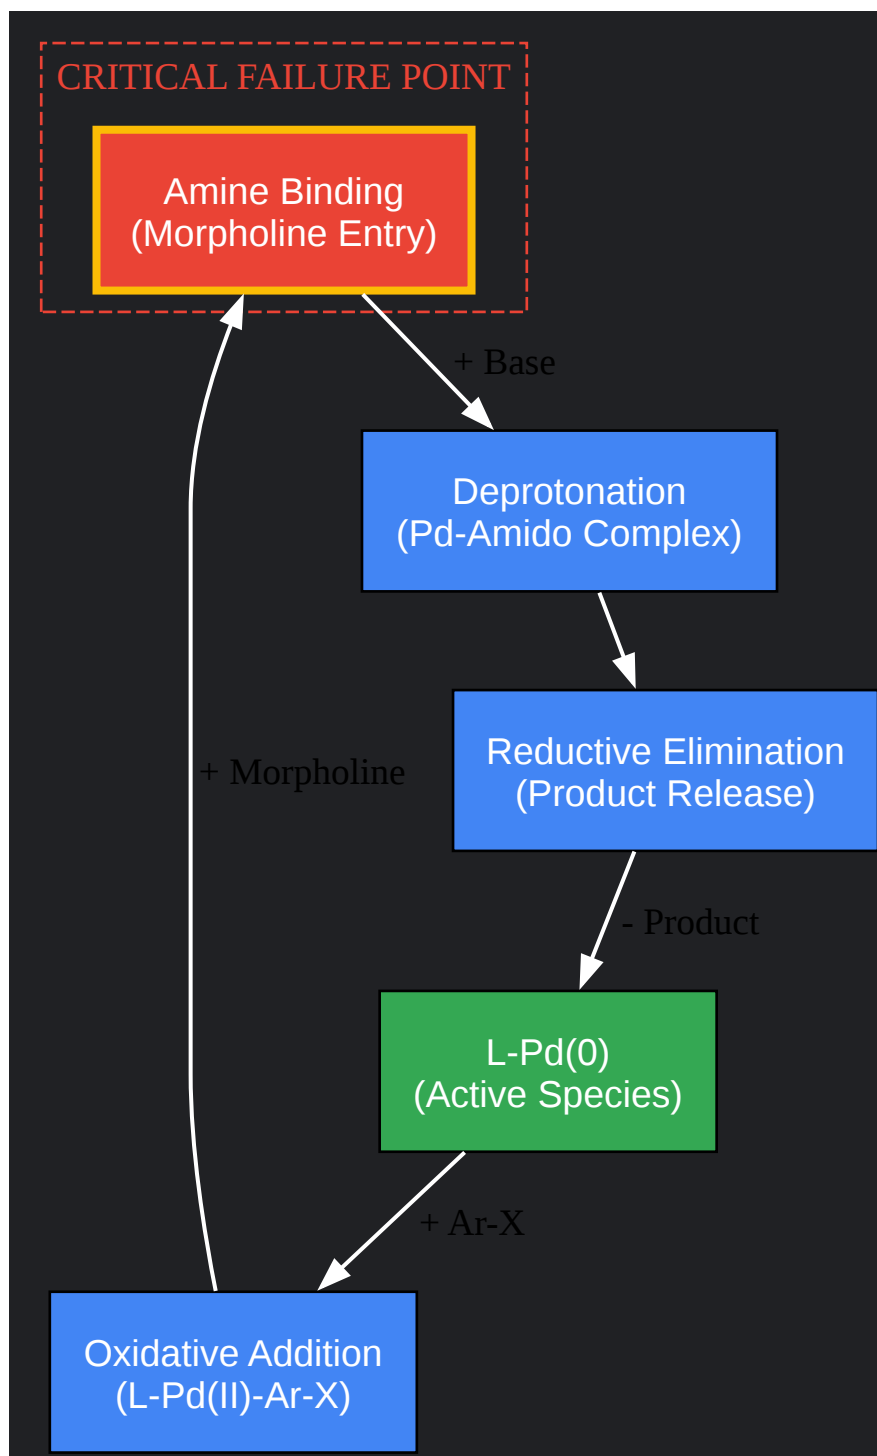 CRITICAL FAILURE POINT
Amine Binding
(Morpholine Entry)
+ Base
Deprotonation
(Pd-Amido Complex)
Reductive Elimination
(Product Release)
+ Morpholine
- Product
L-Pd(0)
(Active Species)
+ Ar-X
Oxidative Addition
(L-Pd(II)-Ar-X)